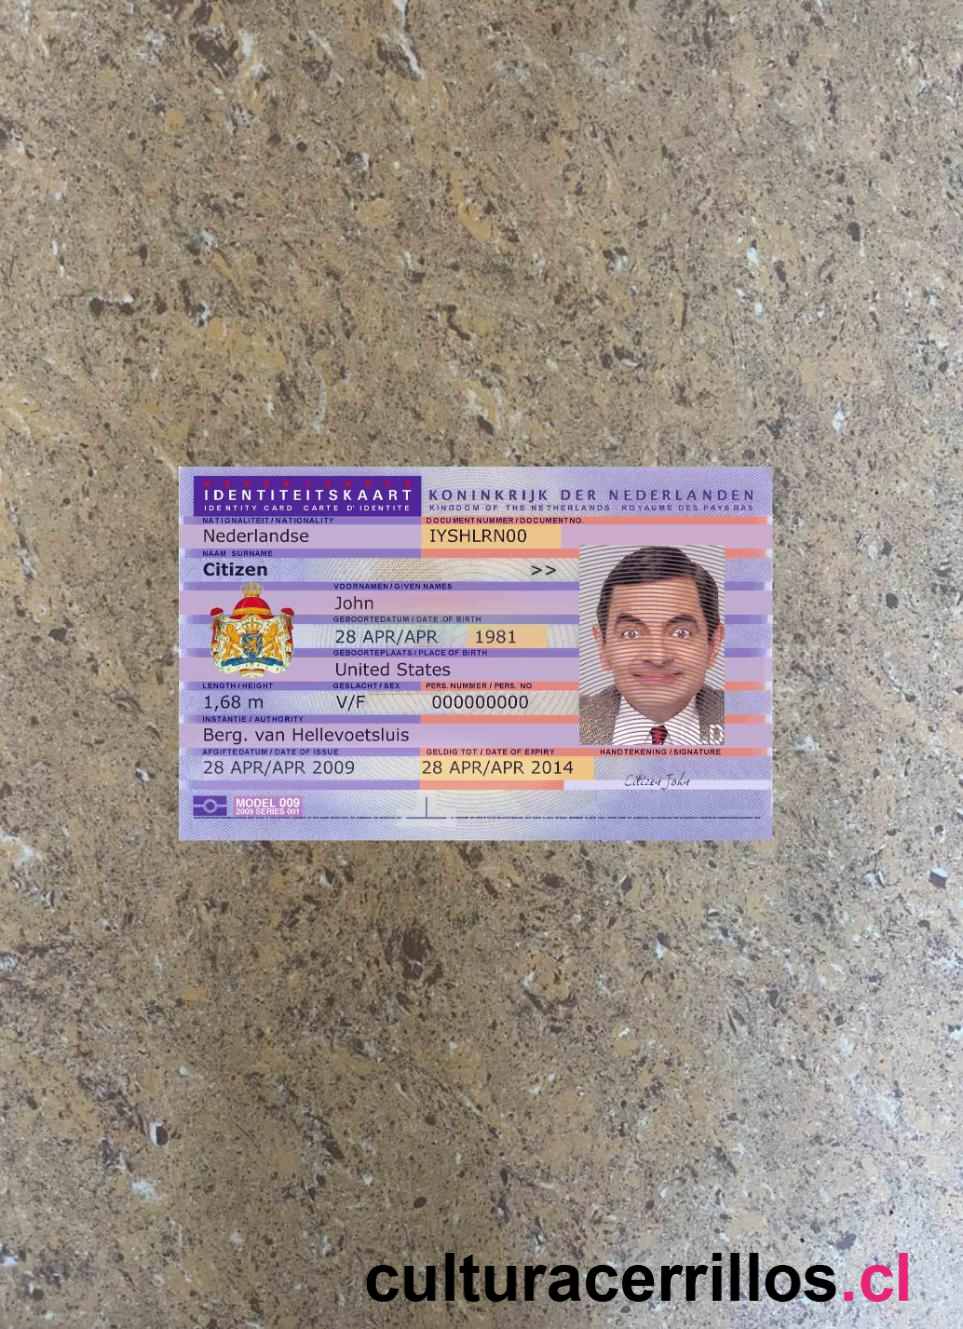 IDENTITEITSKAART
KONINKRIJK DER NEDERLANDEN
IDENTITY CARD CARTE D'IDENTITE
KINGDOM OF THE NETHERLANDS ROYAUME DES PAYS BAS
NATIONALITEIT / NATIONALITY
DOCUMENT NUMMER / DOCUMENT NO.
Nederlandse
IYSHLRN00
NAAM SURNAME
Citizen >>
VOORNAMEN / GIVEN NAMES
John
GEBOORTEDATUM / DATE OF BIRTH
28 APR/APR 1981
GEBOORTEPLAATS / PLACE OF BIRTH
United States
LENGTH / HEIGHT
GESLACHT / SEX
PERS. NUMMER / PERS. NO
1,68 m
V/F
000000000
INSTANTIE / AUTHORITY
Berg. van Hellevoetsluis
AFGIFTEDATUM / DATE OF ISSUE
GELDIG TOT / DATE OF EXPIRY
HANDTEKENING / SIGNATURE
28 APR/APR 2009
28 APR/APR 2014
Citizen John
MODEL 009
2009 SERIES 001
culturacerrillos.cl